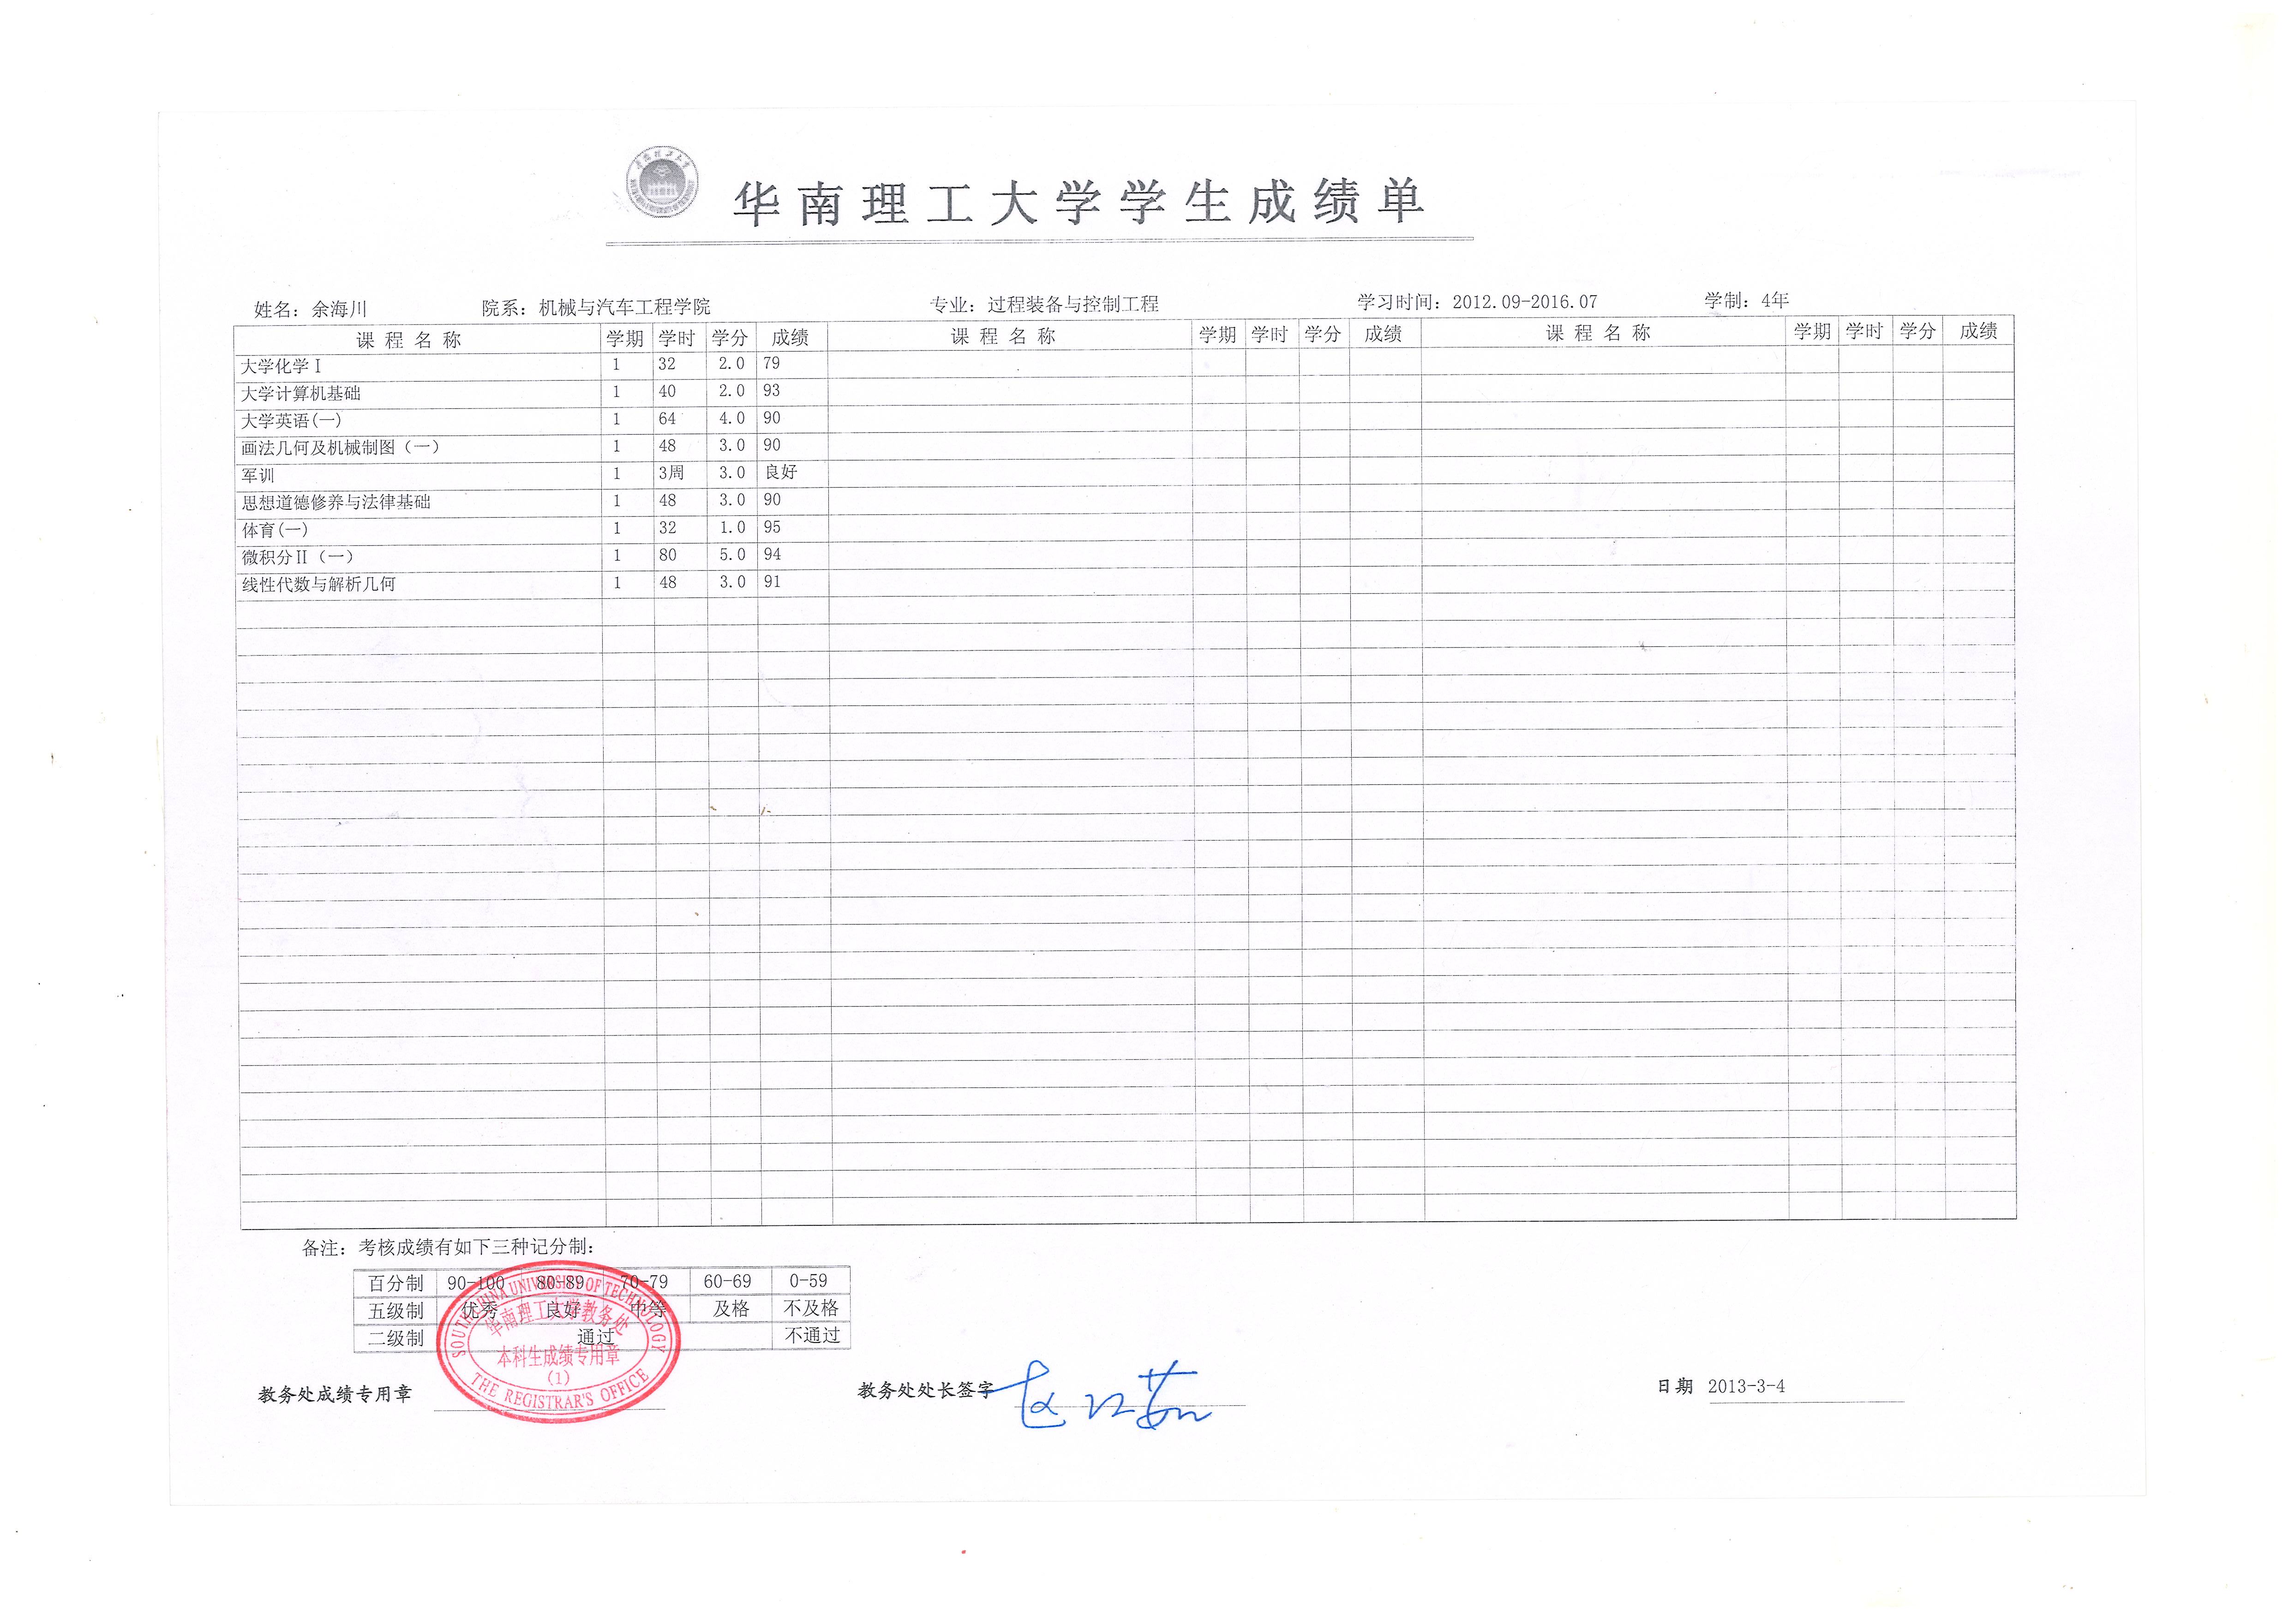 华南理工大学学生成绩单
姓名：余海川 院系：机械与汽车工程学院 专业：过程装备与控制工程 学习时间：2012.09-2016.07 学制：4年
课程名称 学期 学时 学分 成绩 课程名称 学期 学时 学分 成绩 课程名称 学期 学时 学分 成绩
大学化学Ⅰ 1 32 2.0 79
大学计算机基础 1 40 2.0 93
大学英语(一) 1 64 4.0 90
画法几何及机械制图（一） 1 48 3.0 90
军训 1 3周 3.0 良好
思想道德修养与法律基础 1 48 3.0 90
体育(一) 1 32 1.0 95
微积分Ⅱ（一） 1 80 5.0 94
线性代数与解析几何 1 48 3.0 91
备注：考核成绩有如下三种记分制：
百分制 90-100 80-89 70-79 60-69 0-59
五级制 优秀 良好 中等 及格 不及格
二级制 通过 不通过
SOUTH CHINA UNIVERSITY OF TECHNOLOGY
华南理工大学教务处
本科生成绩专用章
(1)
THE REGISTRAR'S OFFICE
教务处成绩专用章 教务处处长签字 日期 2013-3-4